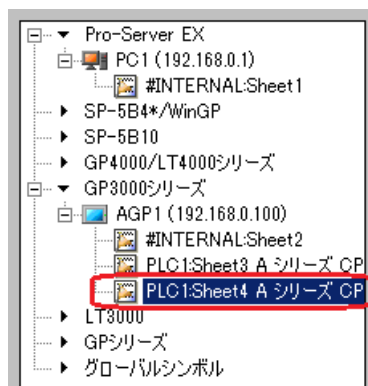 Pro-Server EX
PC1 (192.168.0.1)
#INTERNAL:Sheet1
SP-5B4*/WinGP
SP-5B10
GP4000/LT4000シリーズ
GP3000シリーズ
AGP1 (192.168.0.100)
#INTERNAL:Sheet2
PLC1:Sheet3 A シリーズ CP
PLC1:Sheet4 A シリーズ CP
LT3000
GPシリーズ
グローバルシンボル